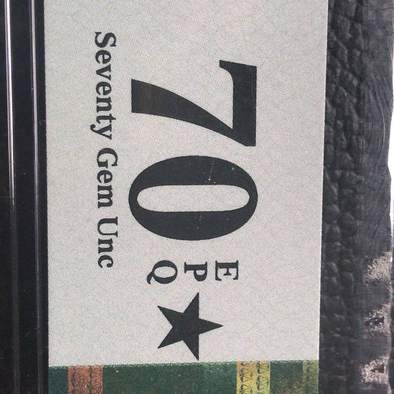 70 EPQ ★
Seventy Gem Unc